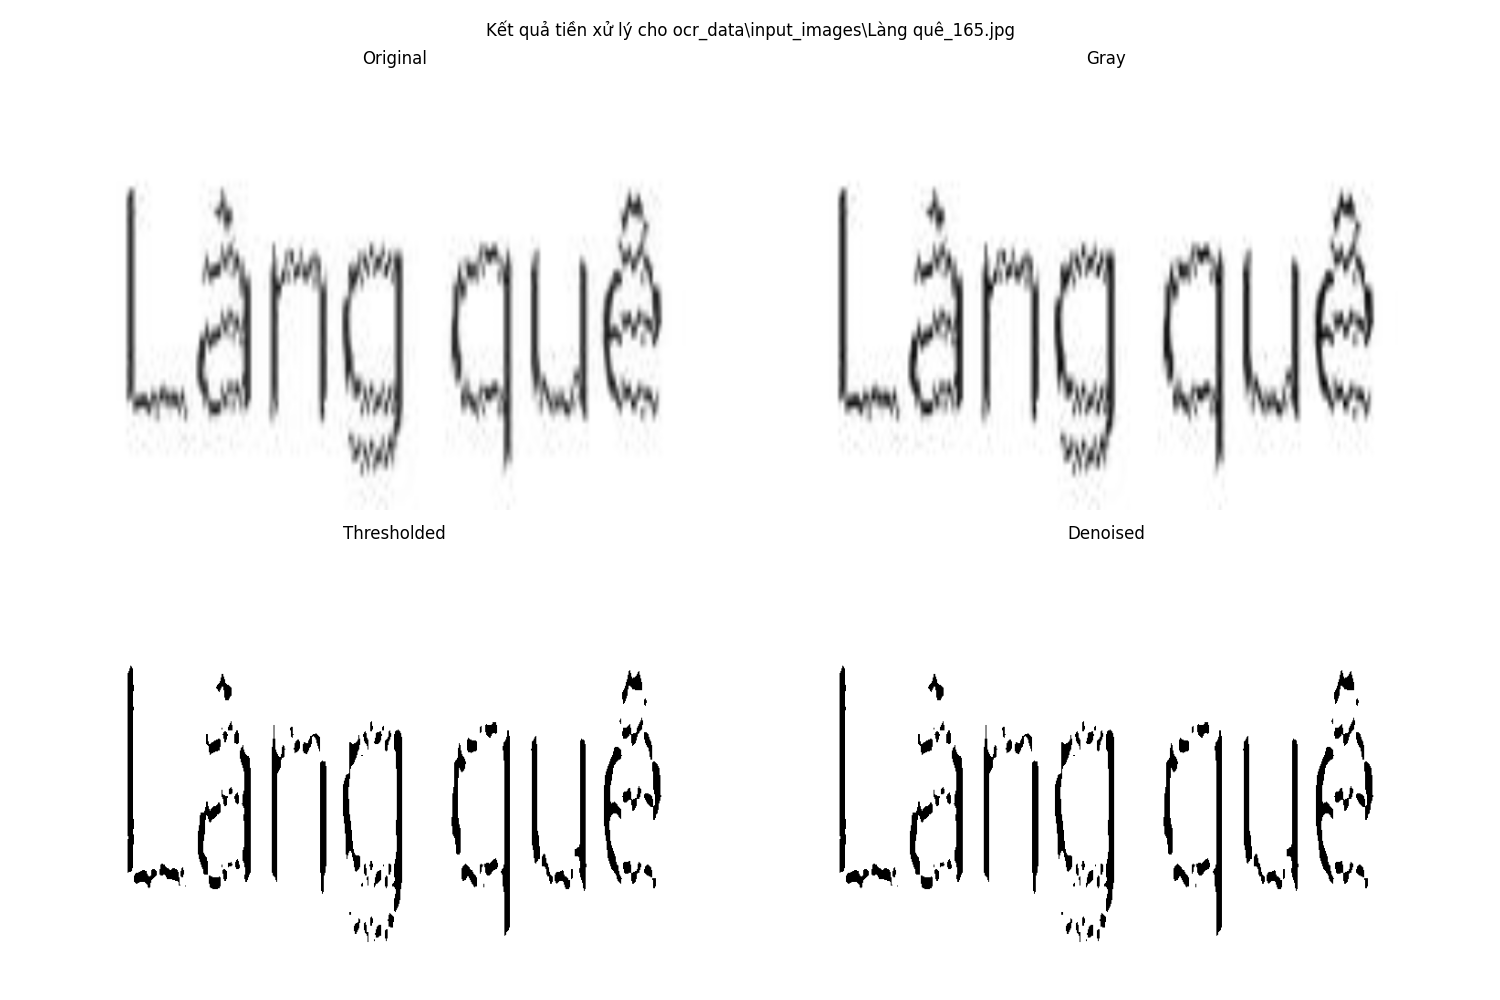 Kết quả tiền xử lý cho ocr_data\input_images\Làng quê_165.jpg
Original
Gray
Làng quê
Làng quê
Thresholded
Denoised
Làng quê
Làng quê